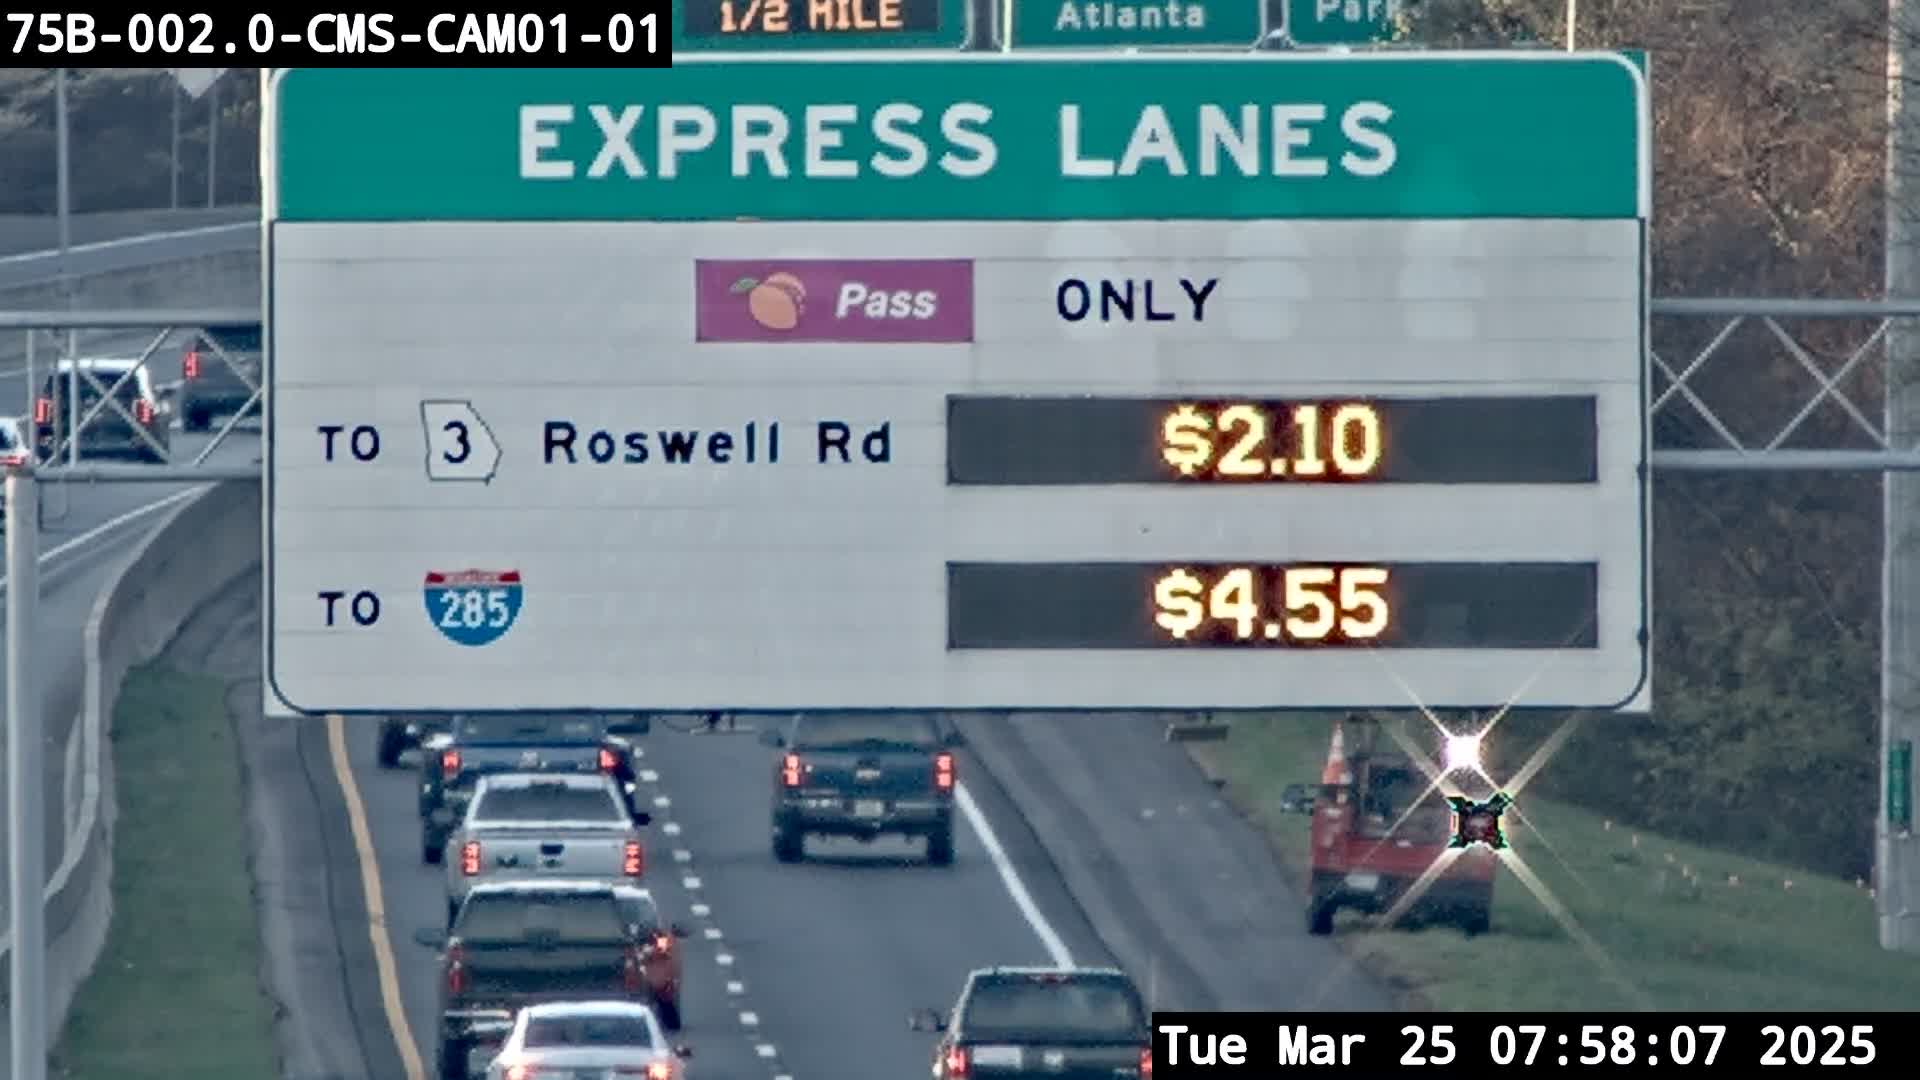 75B-002.0-CMS-CAM01-01
1/2 MILE
Atlanta
Park
EXPRESS LANES
Pass ONLY
TO 3 Roswell Rd $2.10
TO 285 $4.55
Tue Mar 25 07:58:07 2025